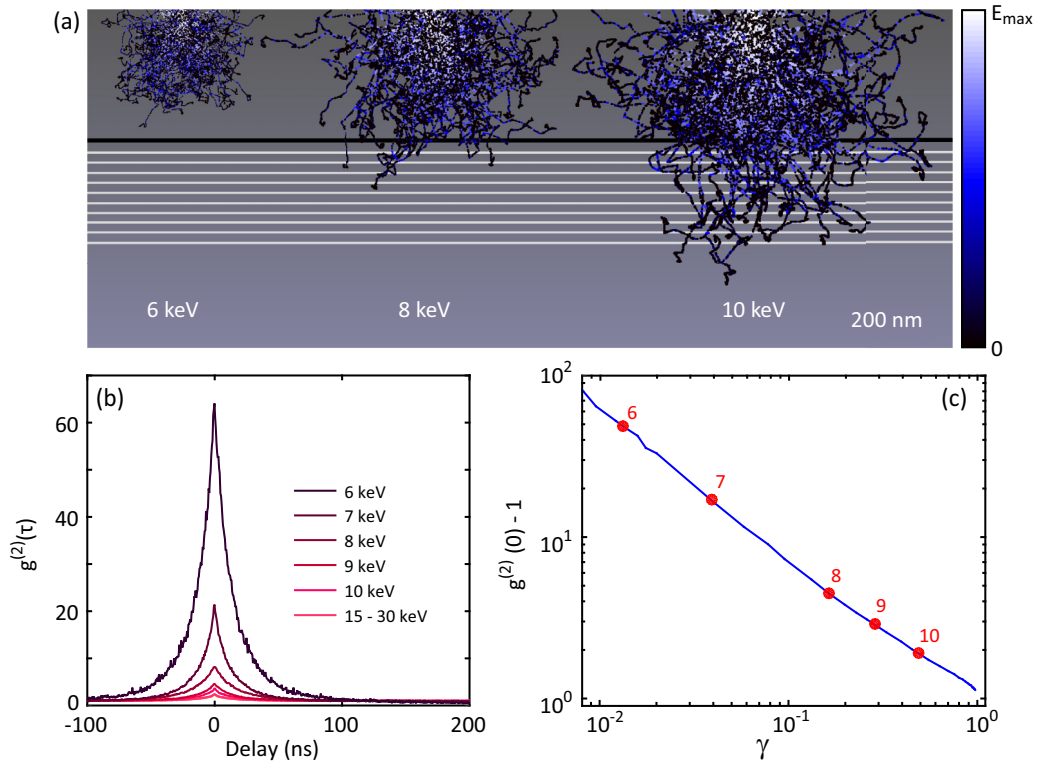 (a)
E_max
6 keV
8 keV
10 keV
200 nm
0
(b)
g^(2)(τ)
60
40
20
0
-100
0
100
200
Delay (ns)
6 keV
7 keV
8 keV
9 keV
10 keV
15 - 30 keV
(c)
g^(2) (0) - 1
10^2
10^1
10^0
10^-2
10^-1
10^0
γ
6
7
8
9
10